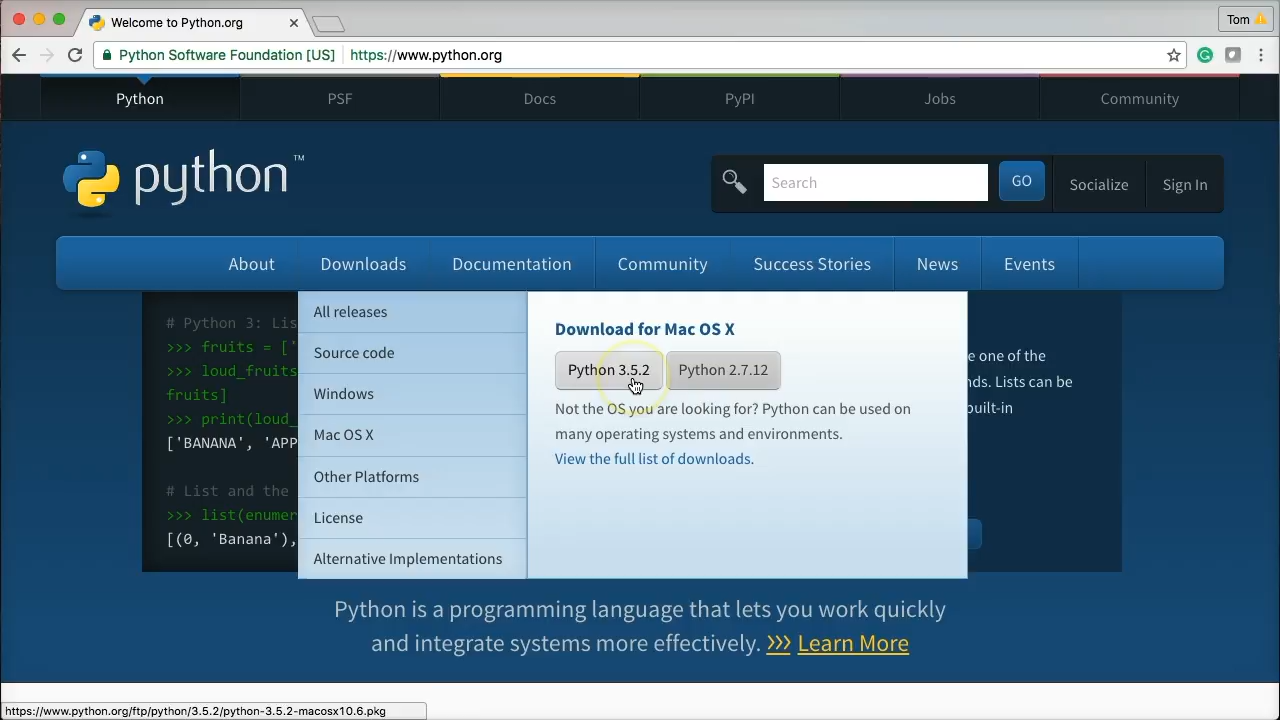 Welcome to Python.org
Tom
Python Software Foundation [US]
https://www.python.org
Python
PSF
Docs
PyPI
Jobs
Community
python™
Search
GO
Socialize
Sign In
About
Downloads
Documentation
Community
Success Stories
News
Events
# Python 3: Lis
>>> fruits = ['
>>> loud_fruits
fruits]
>>> print(loud_
['BANANA', 'APP
# List and the
>>> list(enumer
[(0, 'Banana'),
All releases
Source code
Windows
Mac OS X
Other Platforms
License
Alternative Implementations
Download for Mac OS X
Python 3.5.2
Python 2.7.12
Not the OS you are looking for? Python can be used on
many operating systems and environments.
View the full list of downloads.
e one of the
nds. Lists can be
built-in
Python is a programming language that lets you work quickly
and integrate systems more effectively. >>> Learn More
https://www.python.org/ftp/python/3.5.2/python-3.5.2-macosx10.6.pkg